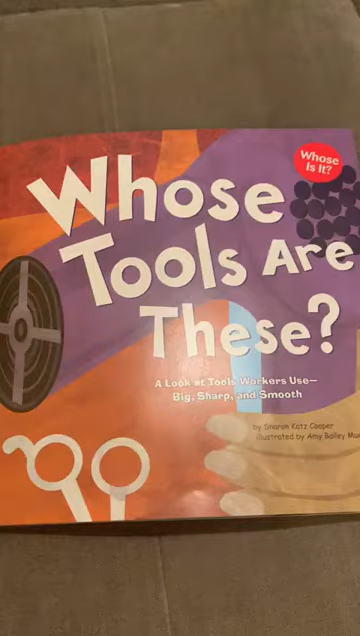 Whose
Is It?
Whose
Tools Are
These?
A Look at Tools Workers Use—
Big, Sharp, and Smooth
by Sharon Katz Cooper
illustrated by Amy Bailey